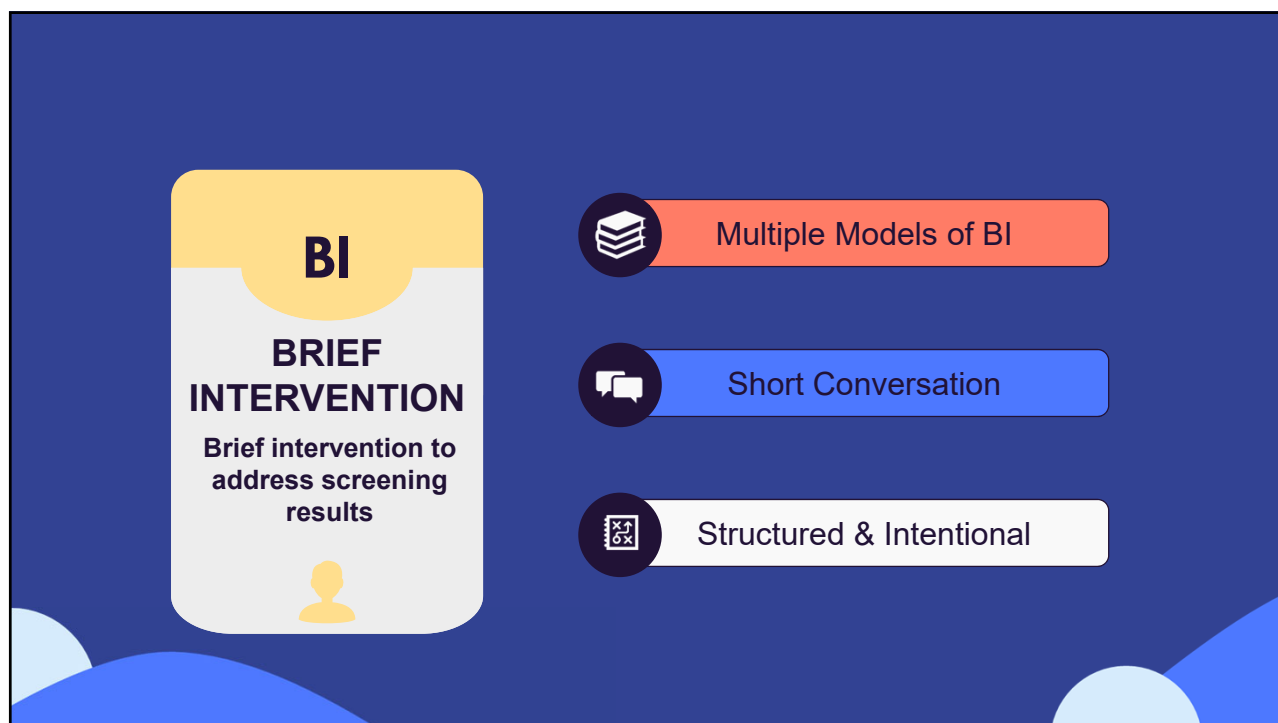 BI
BRIEF
INTERVENTION
Brief intervention to
address screening
results
Multiple Models of BI
Short Conversation
Structured & Intentional